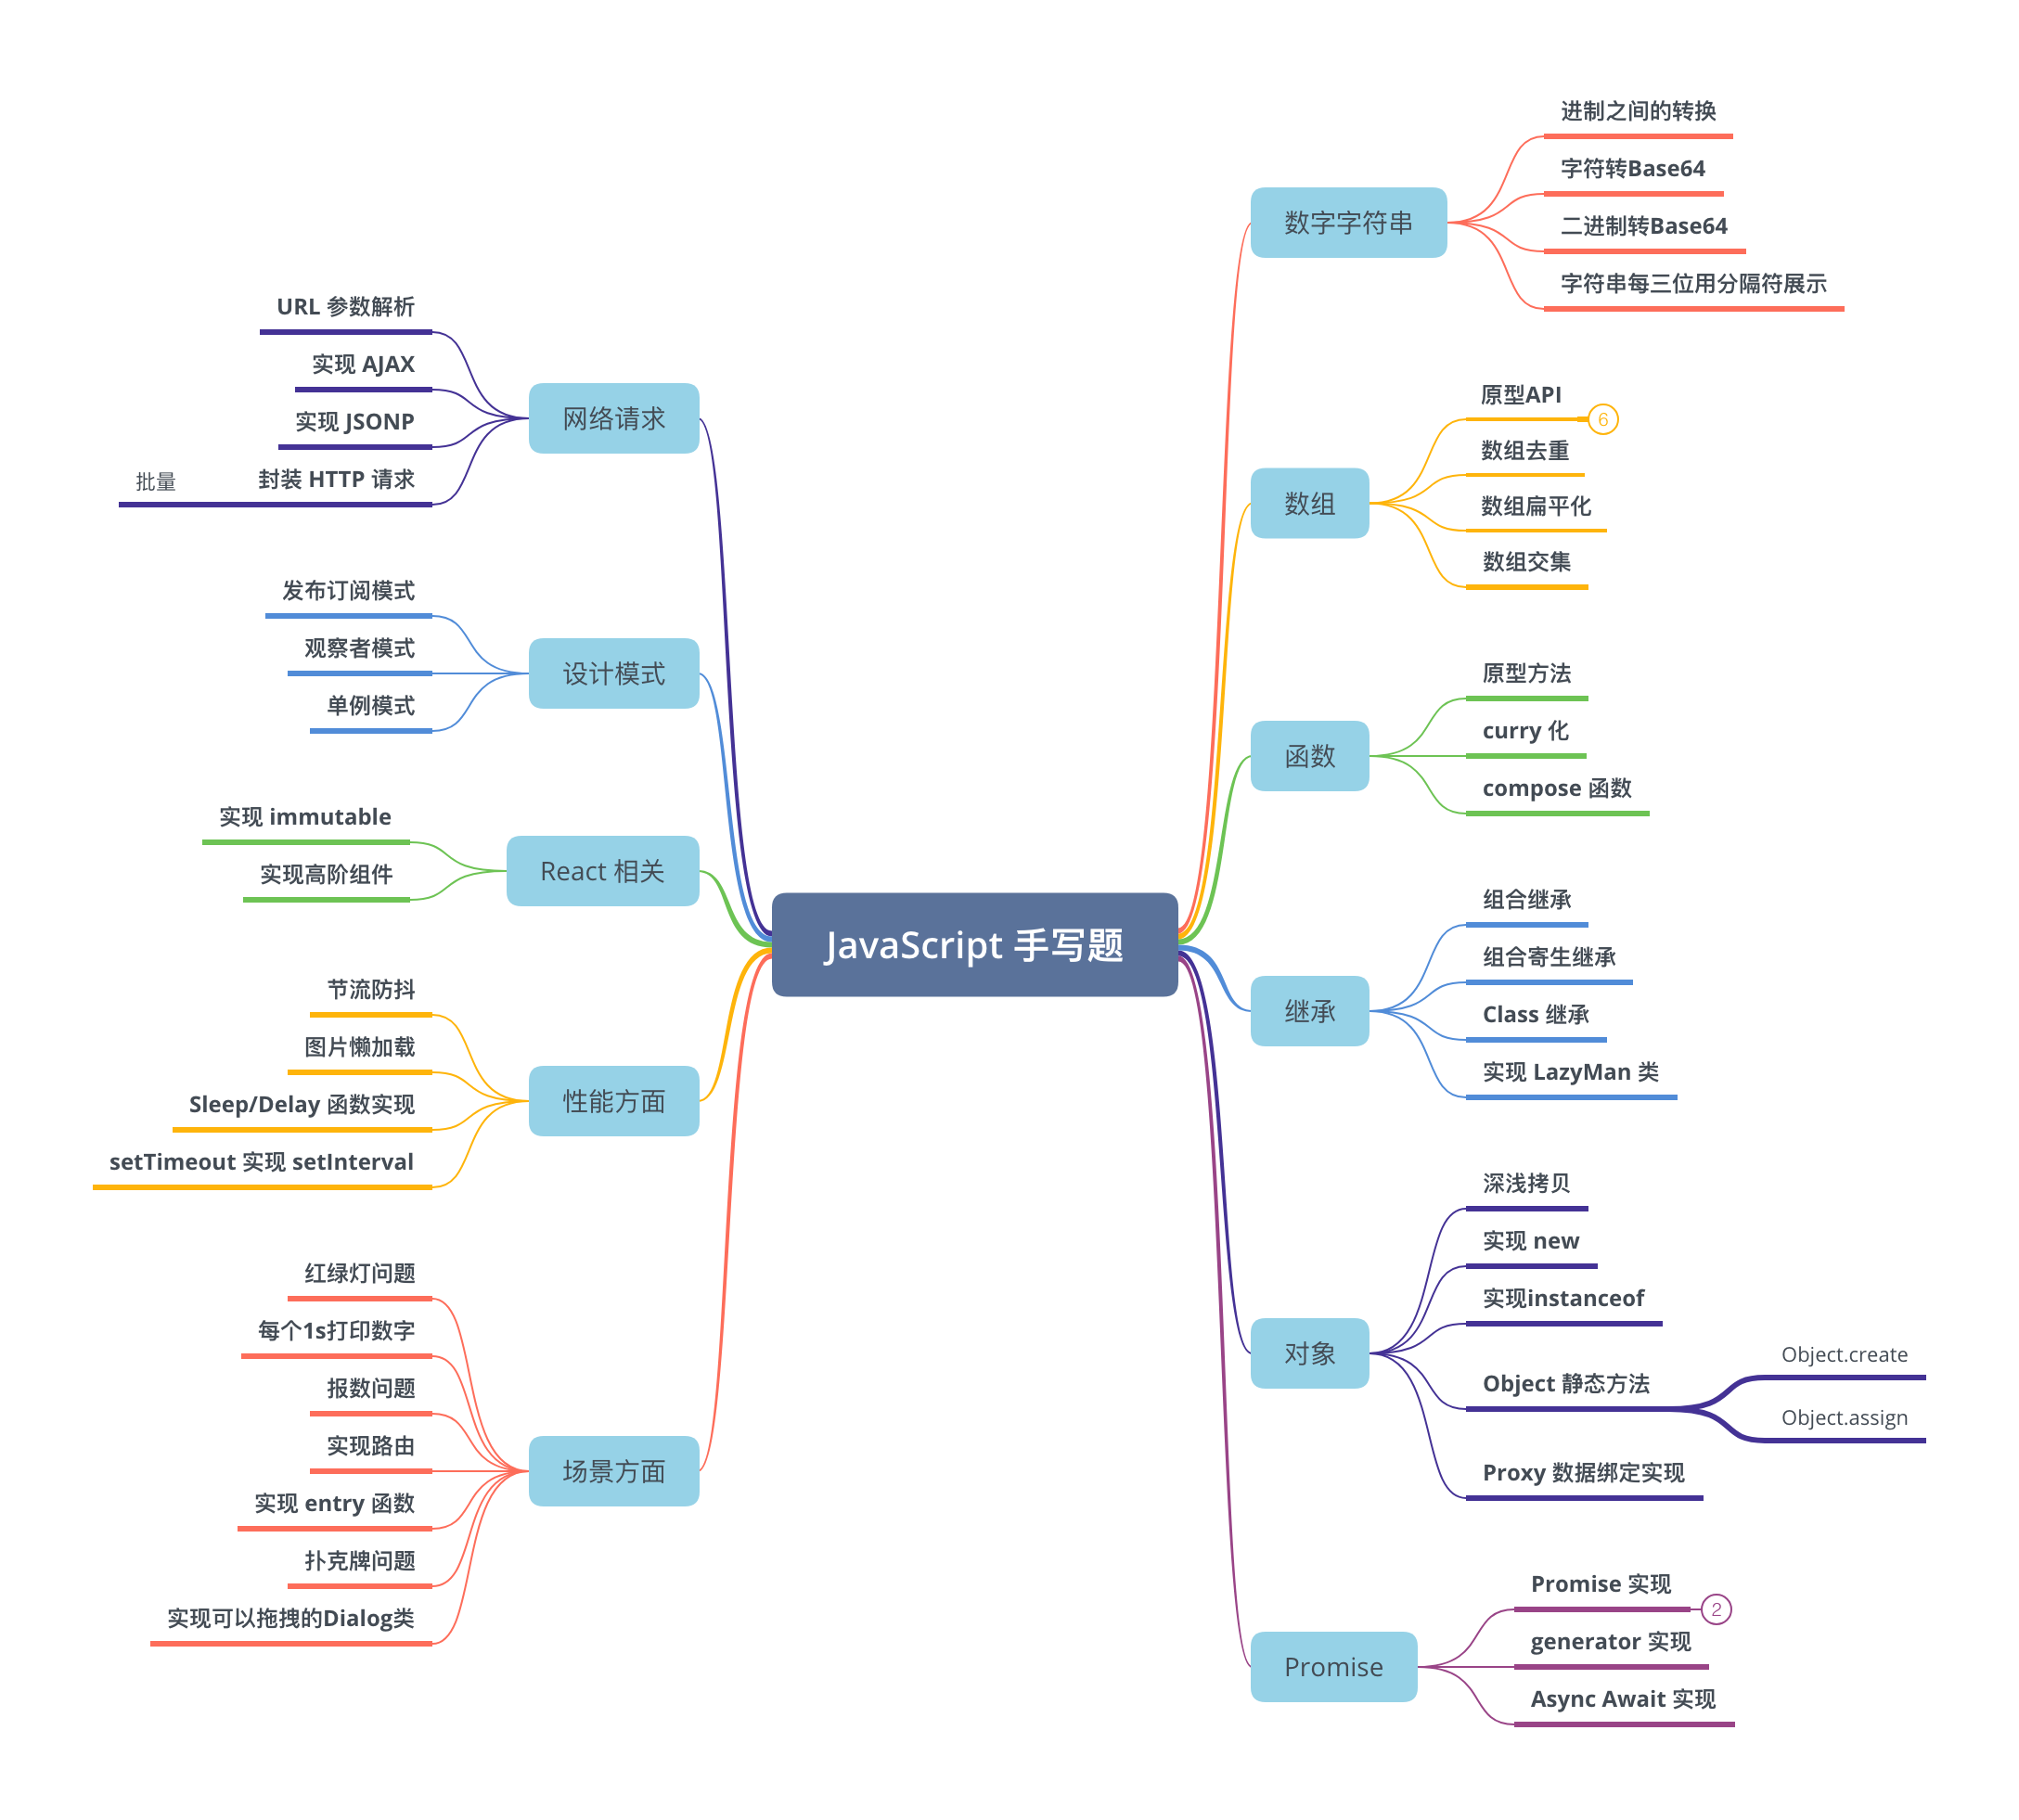 JavaScript 手写题
数字字符串
进制之间的转换
字符转Base64
二进制转Base64
字符串每三位用分隔符展示
数组
原型API
6
数组去重
数组扁平化
数组交集
函数
原型方法
curry 化
compose 函数
继承
组合继承
组合寄生继承
Class 继承
实现 LazyMan 类
对象
深浅拷贝
实现 new
实现instanceof
Object 静态方法
Object.create
Object.assign
Proxy 数据绑定实现
Promise
Promise 实现
2
generator 实现
Async Await 实现
网络请求
URL 参数解析
实现 AJAX
实现 JSONP
封装 HTTP 请求
批量
设计模式
发布订阅模式
观察者模式
单例模式
React 相关
实现 immutable
实现高阶组件
性能方面
节流防抖
图片懒加载
Sleep/Delay 函数实现
setTimeout 实现 setInterval
场景方面
红绿灯问题
每个1s打印数字
报数问题
实现路由
实现 entry 函数
扑克牌问题
实现可以拖拽的Dialog类